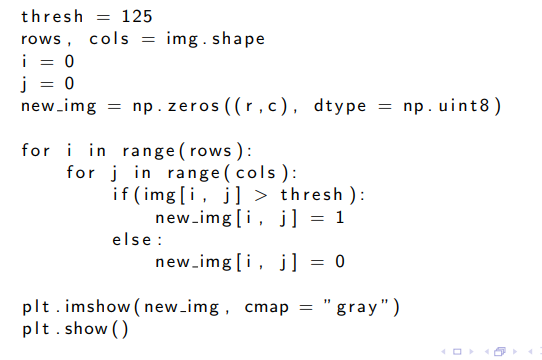 thresh = 125
rows, cols = img.shape
i = 0
j = 0
new_img = np.zeros((r,c), dtype = np.uint8)

for i in range(rows):
    for j in range(cols):
        if(img[i, j] > thresh):
            new_img[i, j] = 1
        else:
            new_img[i, j] = 0

plt.imshow(new_img, cmap = "gray")
plt.show()